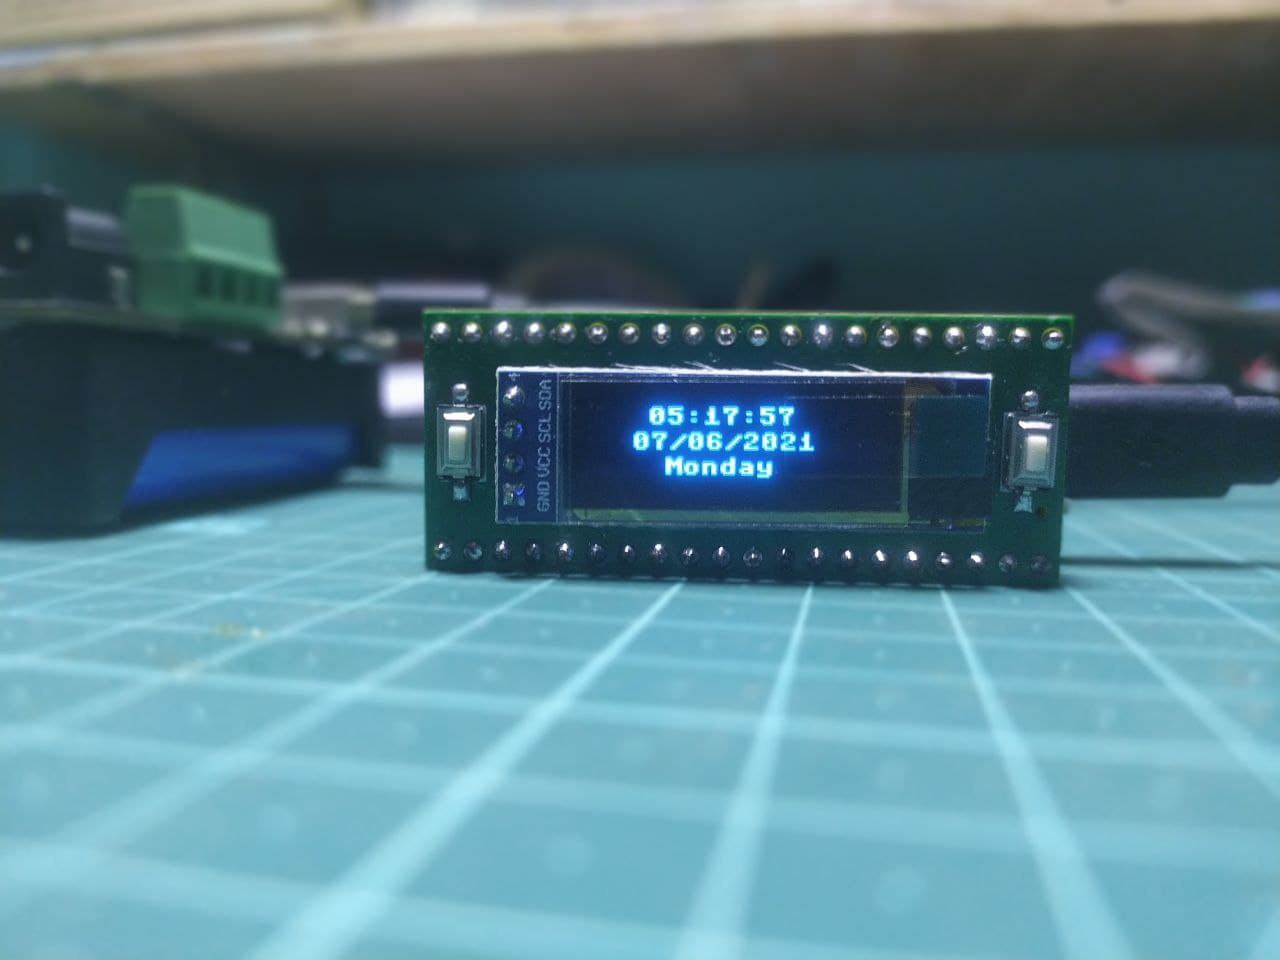 05:17:57
07/06/2021
Monday
GND VCC SCL SDA